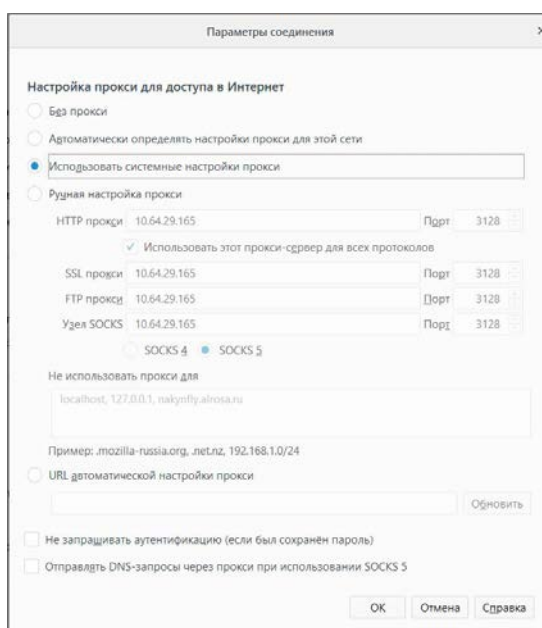 Параметры соединения
Настройка прокси для доступа в Интернет
Без прокси
Автоматически определять настройки прокси для этой сети
Использовать системные настройки прокси
Ручная настройка прокси
HTTP прокси 10.64.29.165 Порт 3128
Использовать этот прокси-сервер для всех протоколов
SSL прокси 10.64.29.165 Порт 3128
FTP прокси 10.64.29.165 Порт 3128
Узел SOCKS 10.64.29.165 Порт 3128
SOCKS 4 SOCKS 5
Не использовать прокси для
localhost, 127.0.0.1, nakynfly.alrosa.ru
Пример: .mozilla-russia.org, .net.nz, 192.168.1.0/24
URL автоматической настройки прокси
Обновить
Не запрашивать аутентификацию (если был сохранён пароль)
Отправлять DNS-запросы через прокси при использовании SOCKS 5
ОК Отмена Справка